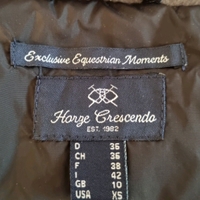 Exclusive Equestrian Moments
Horze Crescendo
EST. 1982
D 36
CH 36
F 38
I 42
GB 10
USA XS